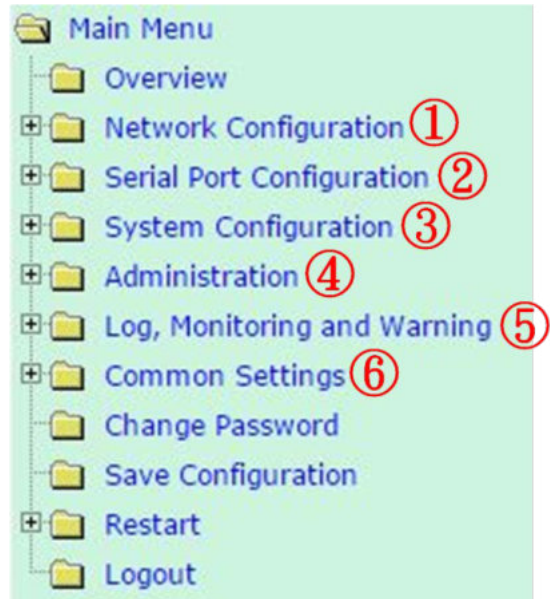 Main Menu
Overview
Network Configuration ①
Serial Port Configuration ②
System Configuration ③
Administration ④
Log, Monitoring and Warning ⑤
Common Settings ⑥
Change Password
Save Configuration
Restart
Logout